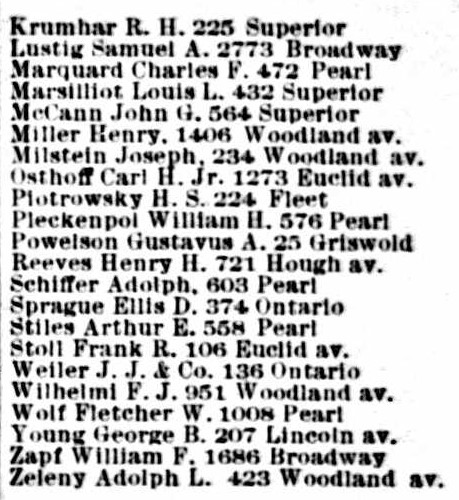 Krumhar R. H. 225 Superior
Lustig Samuel A. 2773 Broadway
Marquard Charles F. 472 Pearl
Marsilliot Louis L. 432 Superior
McCann John G. 564 Superior
Miller Henry, 1406 Woodland av.
Milstein Joseph, 234 Woodland av.
Osthoff Carl H. Jr. 1273 Euclid av.
Piotrowsky H. S. 224 Fleet
Pleckenpol William H. 576 Pearl
Powelson Gustavus A. 25 Griswold
Reeves Henry H. 721 Hough av.
Schiffer Adolph, 603 Pearl
Sprague Ellis D. 374 Ontario
Stiles Arthur E. 558 Pearl
Stoll Frank R. 106 Euclid av.
Weiler J. J. & Co. 136 Ontario
Wilhelmi F. J. 951 Woodland av.
Wolf Fletcher W. 1008 Pearl
Young George B. 207 Lincoln av.
Zapf William F. 1686 Broadway
Zeleny Adolph L. 423 Woodland av.